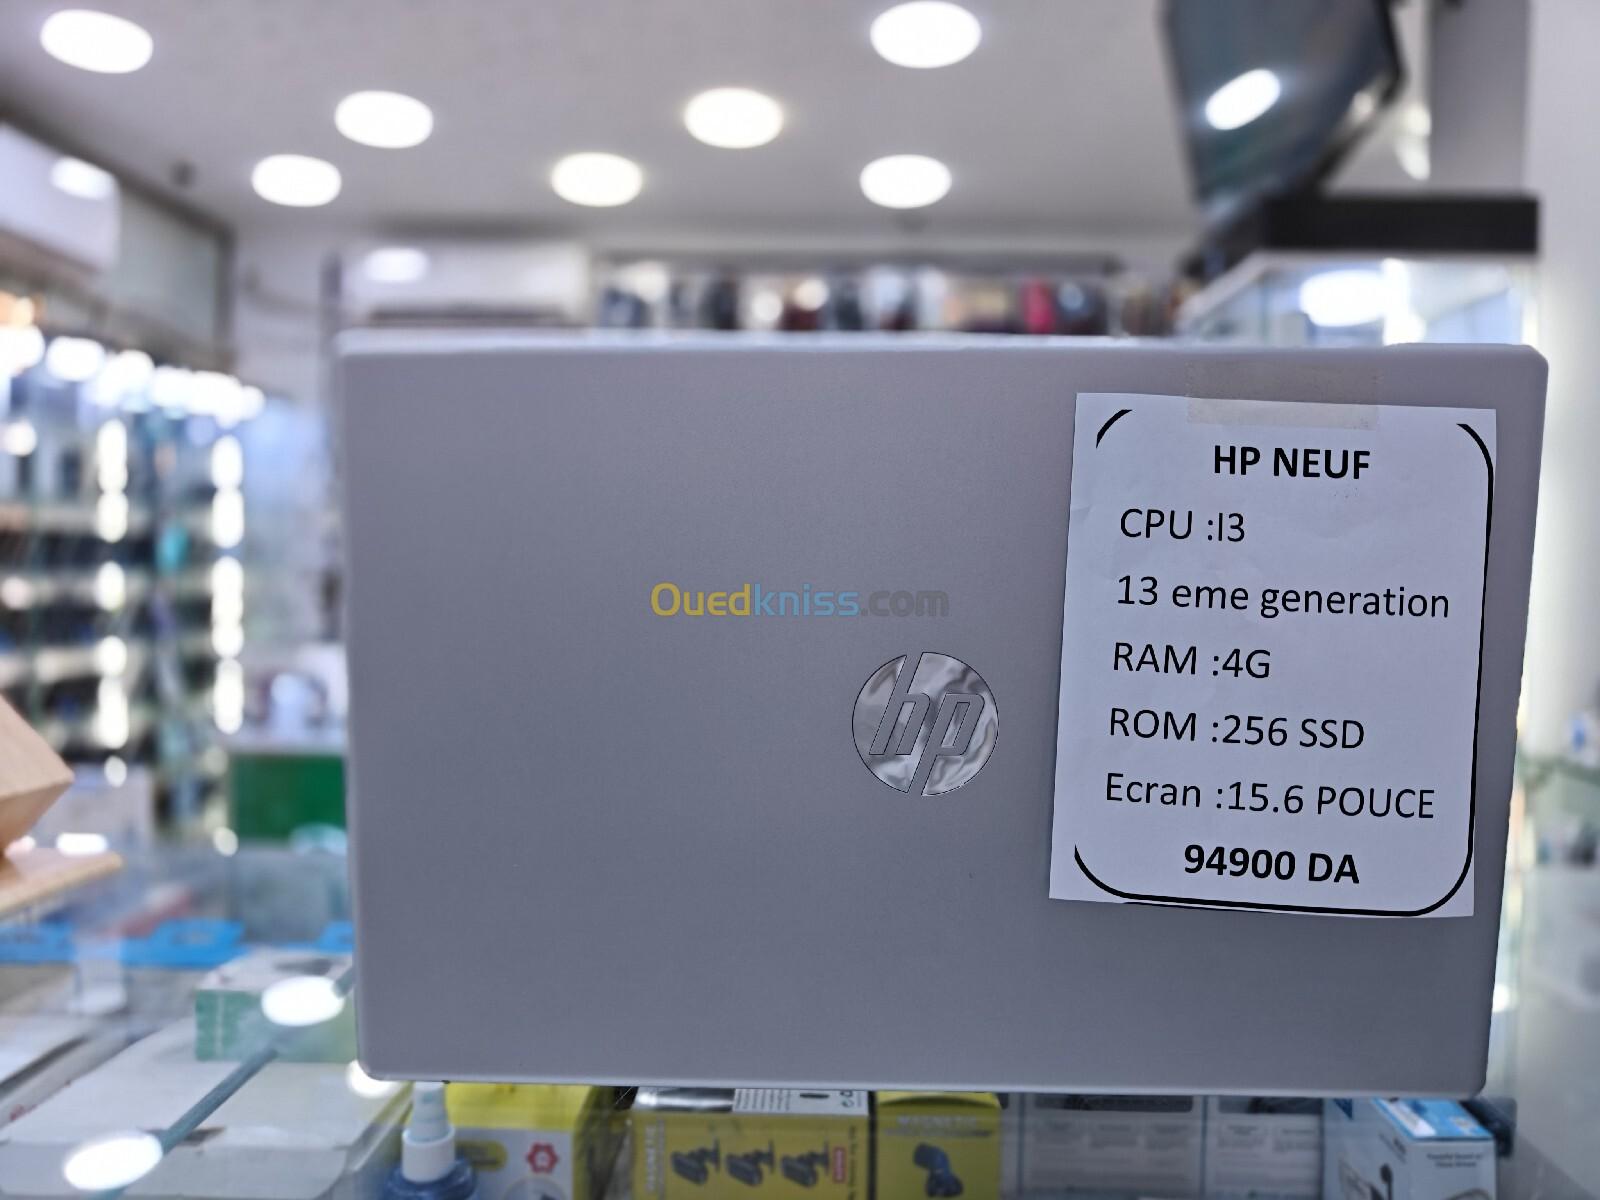 HP NEUF
CPU :I3
13 eme generation
RAM :4G
ROM :256 SSD
Ecran :15.6 POUCE
94900 DA
Ouedkniss.com
hp
MAGNETIC